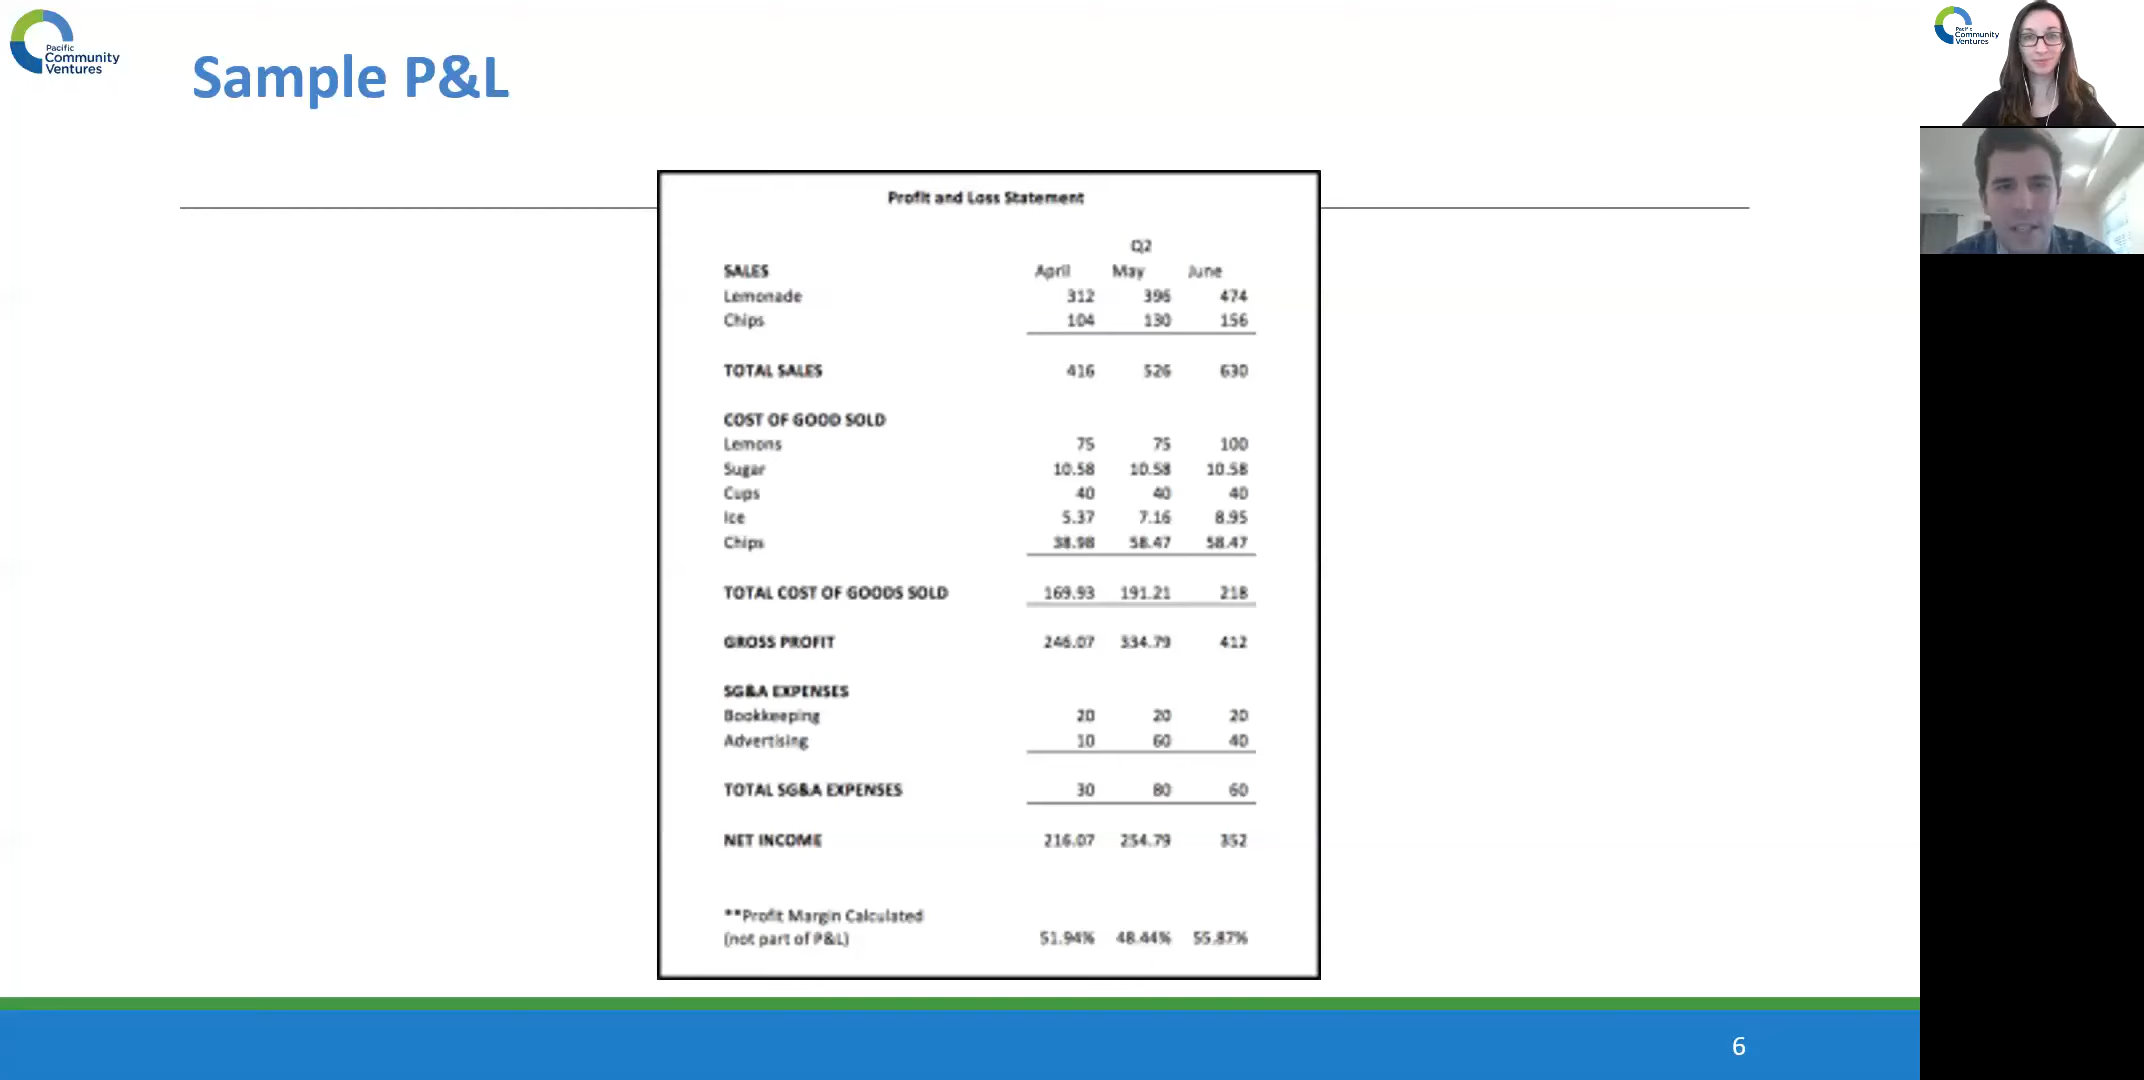 Pacific
Community
Ventures
Sample P&L
Pacific
Community
Ventures
Profit and Loss Statement
Q2
SALES April May June
Lemonade 312 396 474
Chips 104 130 156
TOTAL SALES 416 526 630
COST OF GOOD SOLD
Lemons 75 75 100
Sugar 10.58 10.58 10.58
Cups 40 40 40
Ice 5.37 7.16 8.95
Chips 38.98 58.47 58.47
TOTAL COST OF GOODS SOLD 169.93 191.21 218
GROSS PROFIT 246.07 334.79 412
SG&A EXPENSES
Bookkeeping 20 20 20
Advertising 10 60 40
TOTAL SG&A EXPENSES 30 80 60
NET INCOME 216.07 254.79 352
**Profit Margin Calculated
(not part of P&L) 51.94% 48.44% 55.87%
6